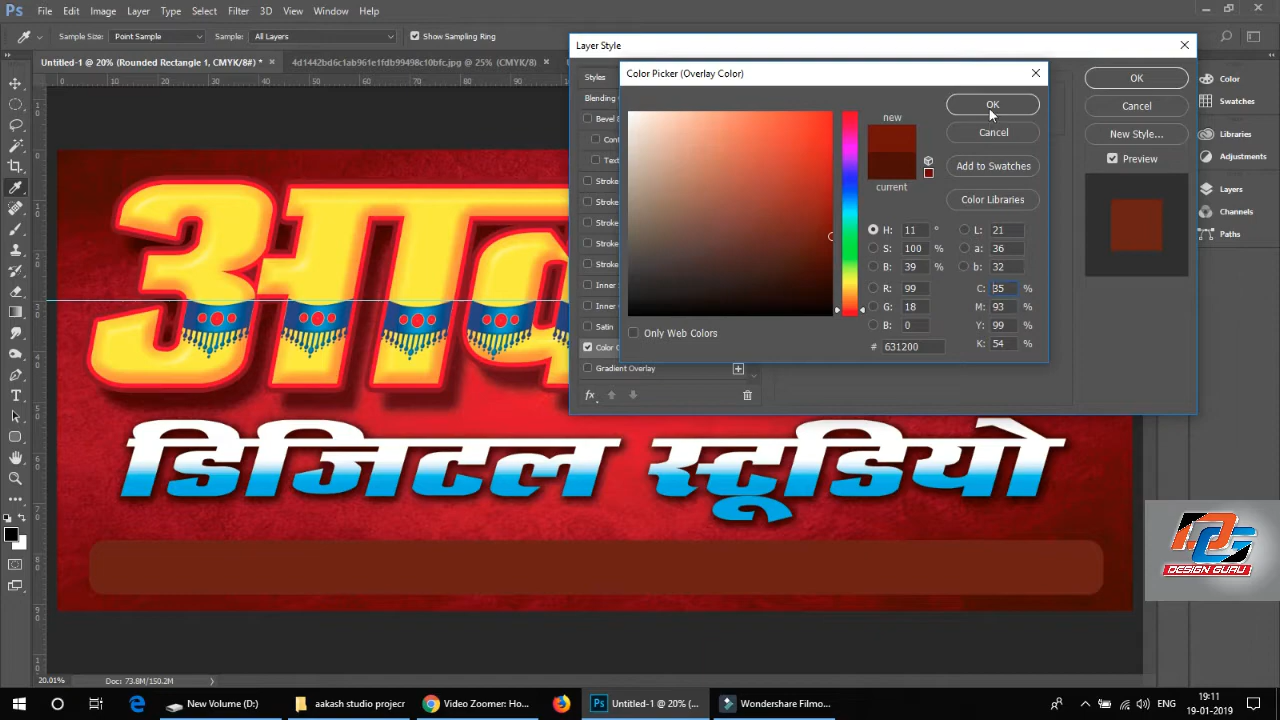 Ps File Edit Image Layer Type Select Filter 3D View Window Help
Sample Size: Point Sample Sample: All Layers Show Sampling Ring
Untitled-1 @ 20% (Rounded Rectangle 1, CMYK/8#) * × 4d1442bd6c1ab961e1fdb99498c10bfc.jpg @ 25% (CMYK/8) ×
Layer Style
Color Picker (Overlay Color)
Styles
Blending
Bevel
Cont
Text
Stroke
Stroke
Stroke
Stroke
Stroke
Inner
Inner
Satin
Color O
Gradient Overlay
fx
new
current
OK
Cancel
Add to Swatches
Color Libraries
H: 11 °
S: 100 %
B: 39 %
R: 99
G: 18
B: 0
L: 21
a: 36
b: 32
C: 35 %
M: 93 %
Y: 99 %
K: 54 %
# 631200
Only Web Colors
OK
Cancel
New Style...
Preview
Color
Swatches
Libraries
Adjustments
Layers
Channels
Paths
डिजिटल स्टूडियो
DESIGN GURU
20.01% Doc: 73.8M/150.2M
New Volume (D:)
aakash studio project
Video Zoomer: Ho...
Untitled-1 @ 20% (...
Wondershare Filmo...
ENG
19:11
19-01-2019